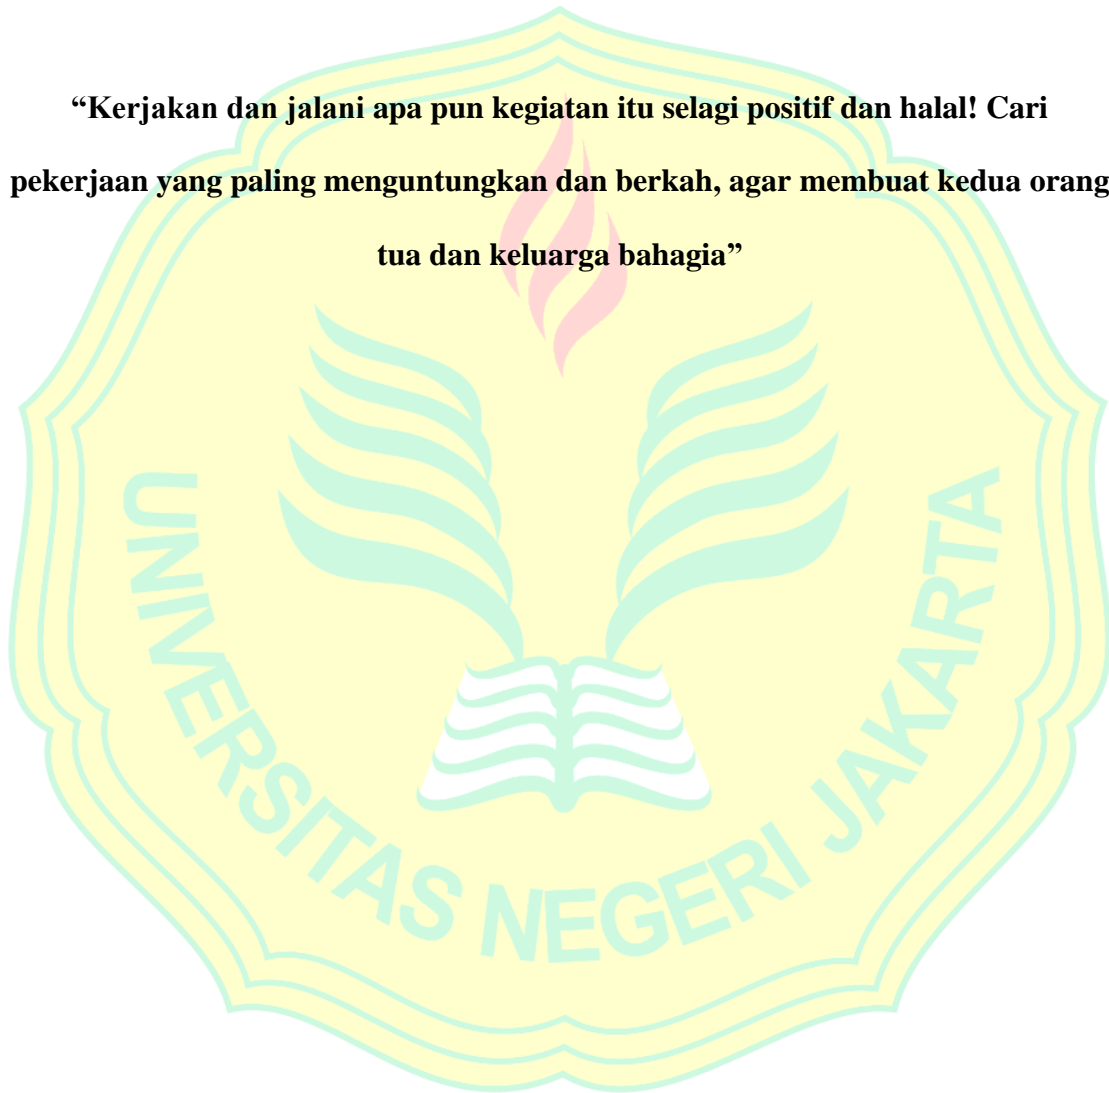 “Kerjakan dan jalani apa pun kegiatan itu selagi positif dan halal! Cari
pekerjaan yang paling menguntungkan dan berkah, agar membuat kedua orang
tua dan keluarga bahagia”
UNIVERSITAS NEGERI JAKARTA